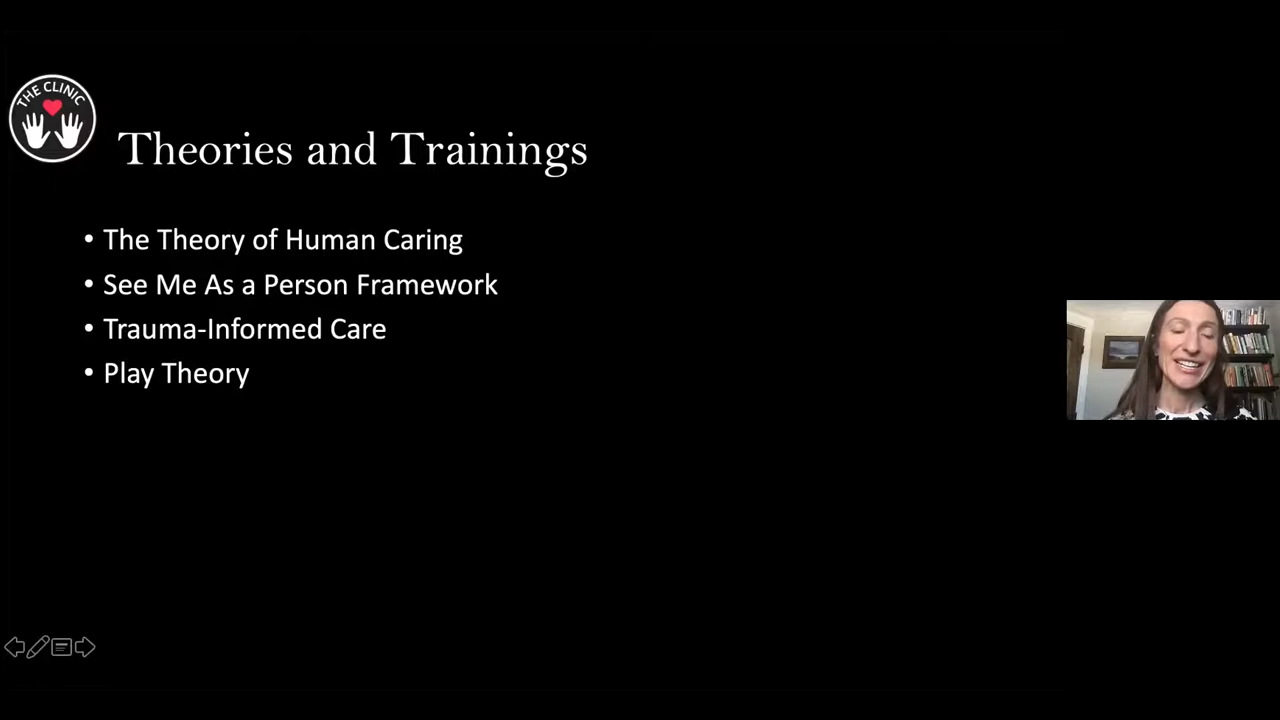 THE CLINIC
Theories and Trainings
• The Theory of Human Caring
• See Me As a Person Framework
• Trauma-Informed Care
• Play Theory